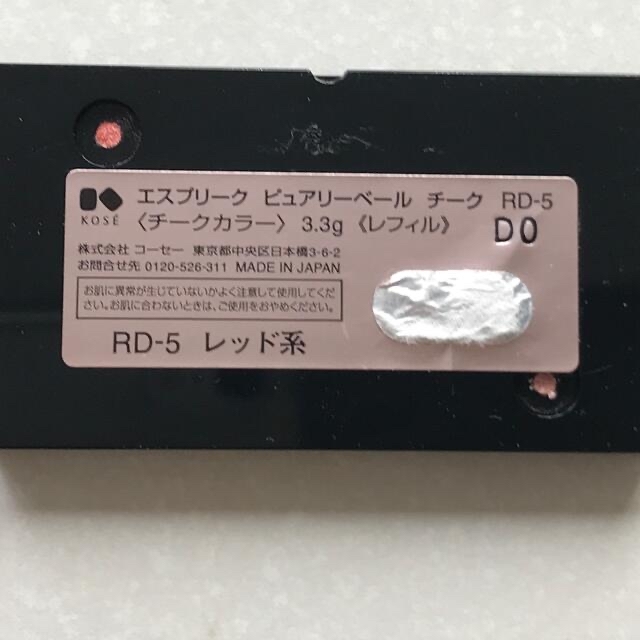 KOSÉ
エスプリーク ピュアリーベール チーク RD-5
〈チークカラー〉 3.3g 《レフィル》
D0
株式会社 コーセー 東京都中央区日本橋3-6-2
お問合せ先 0120-526-311 MADE IN JAPAN
お肌に異常が生じていないかよく注意して使用してくだ
さい。お肌に合わないときは、ご使用をおやめください。
RD-5 レッド系